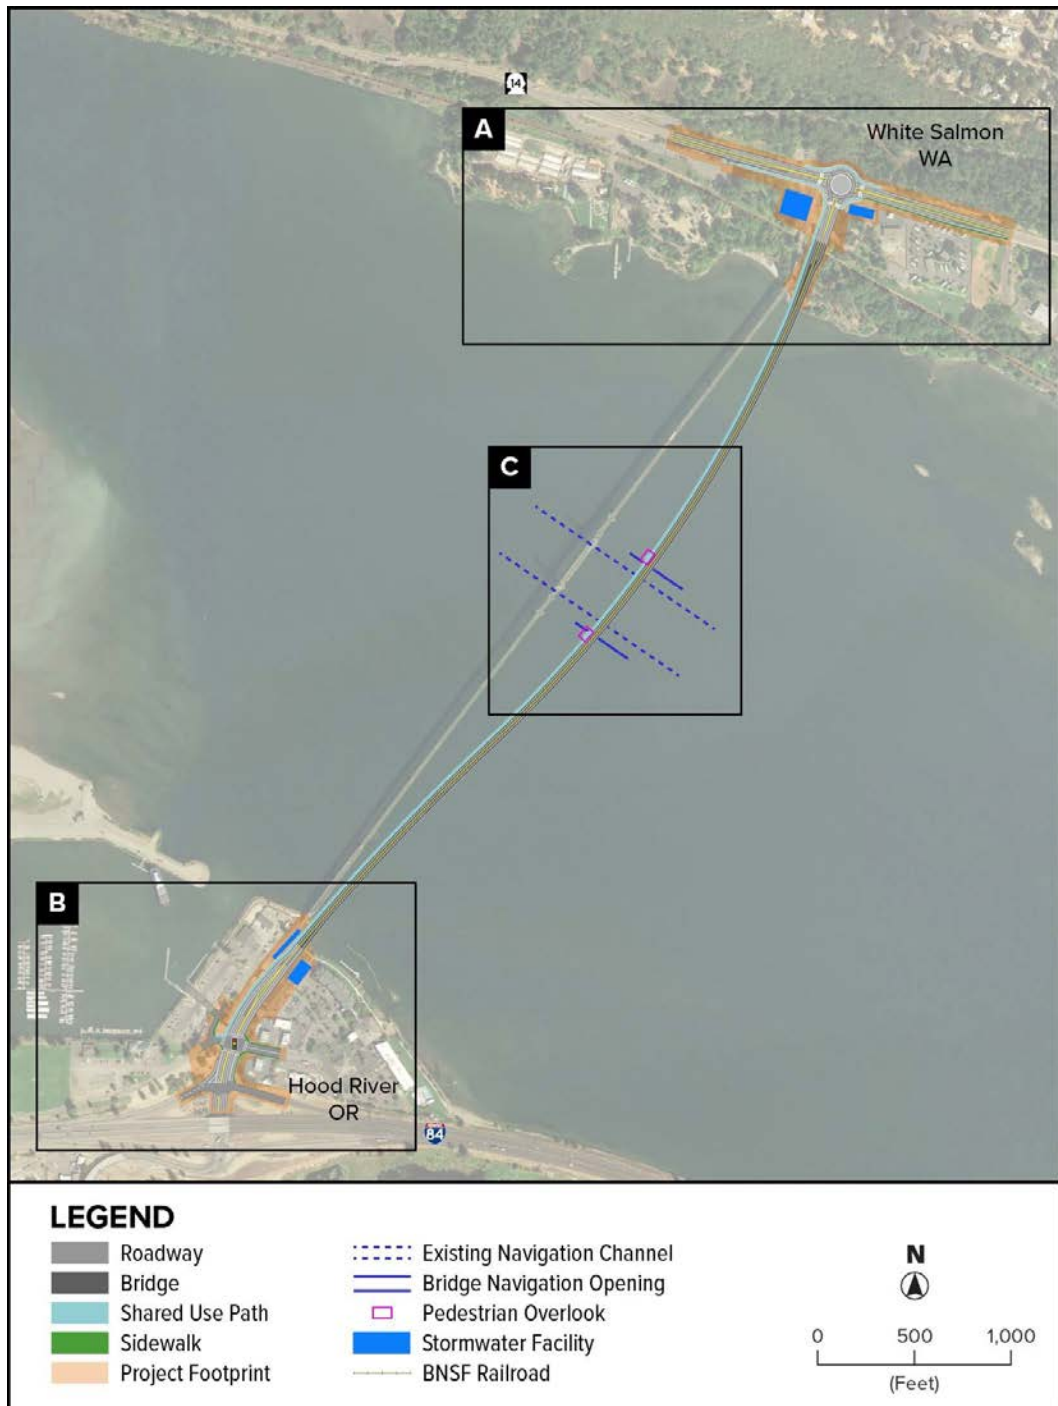 14
A
White Salmon
WA
C
B
Hood River
OR
84
LEGEND
Roadway
Bridge
Shared Use Path
Sidewalk
Project Footprint
Existing Navigation Channel
Bridge Navigation Opening
Pedestrian Overlook
Stormwater Facility
BNSF Railroad
N
0 500 1,000
(Feet)